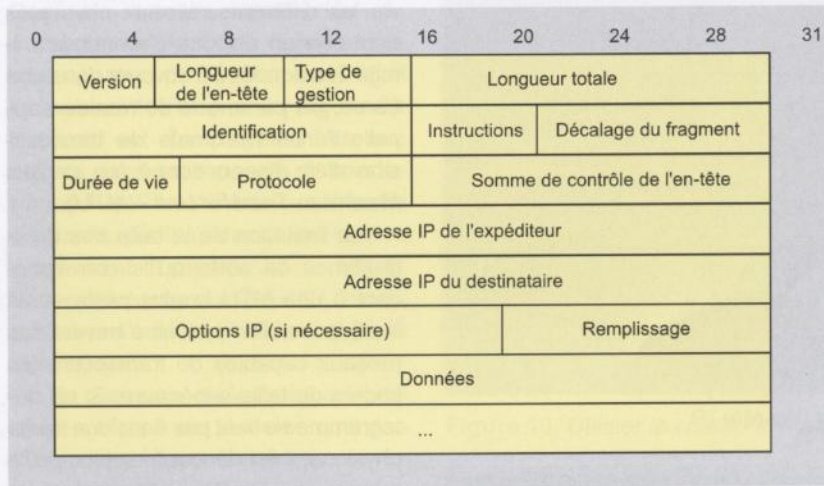 0 4 8 12 16 20 24 28 31
Version Longueur de l'en-tête Type de gestion Longueur totale
Identification Instructions Décalage du fragment
Durée de vie Protocole Somme de contrôle de l'en-tête
Adresse IP de l'expéditeur
Adresse IP du destinataire
Options IP (si nécessaire) Remplissage
Données
...